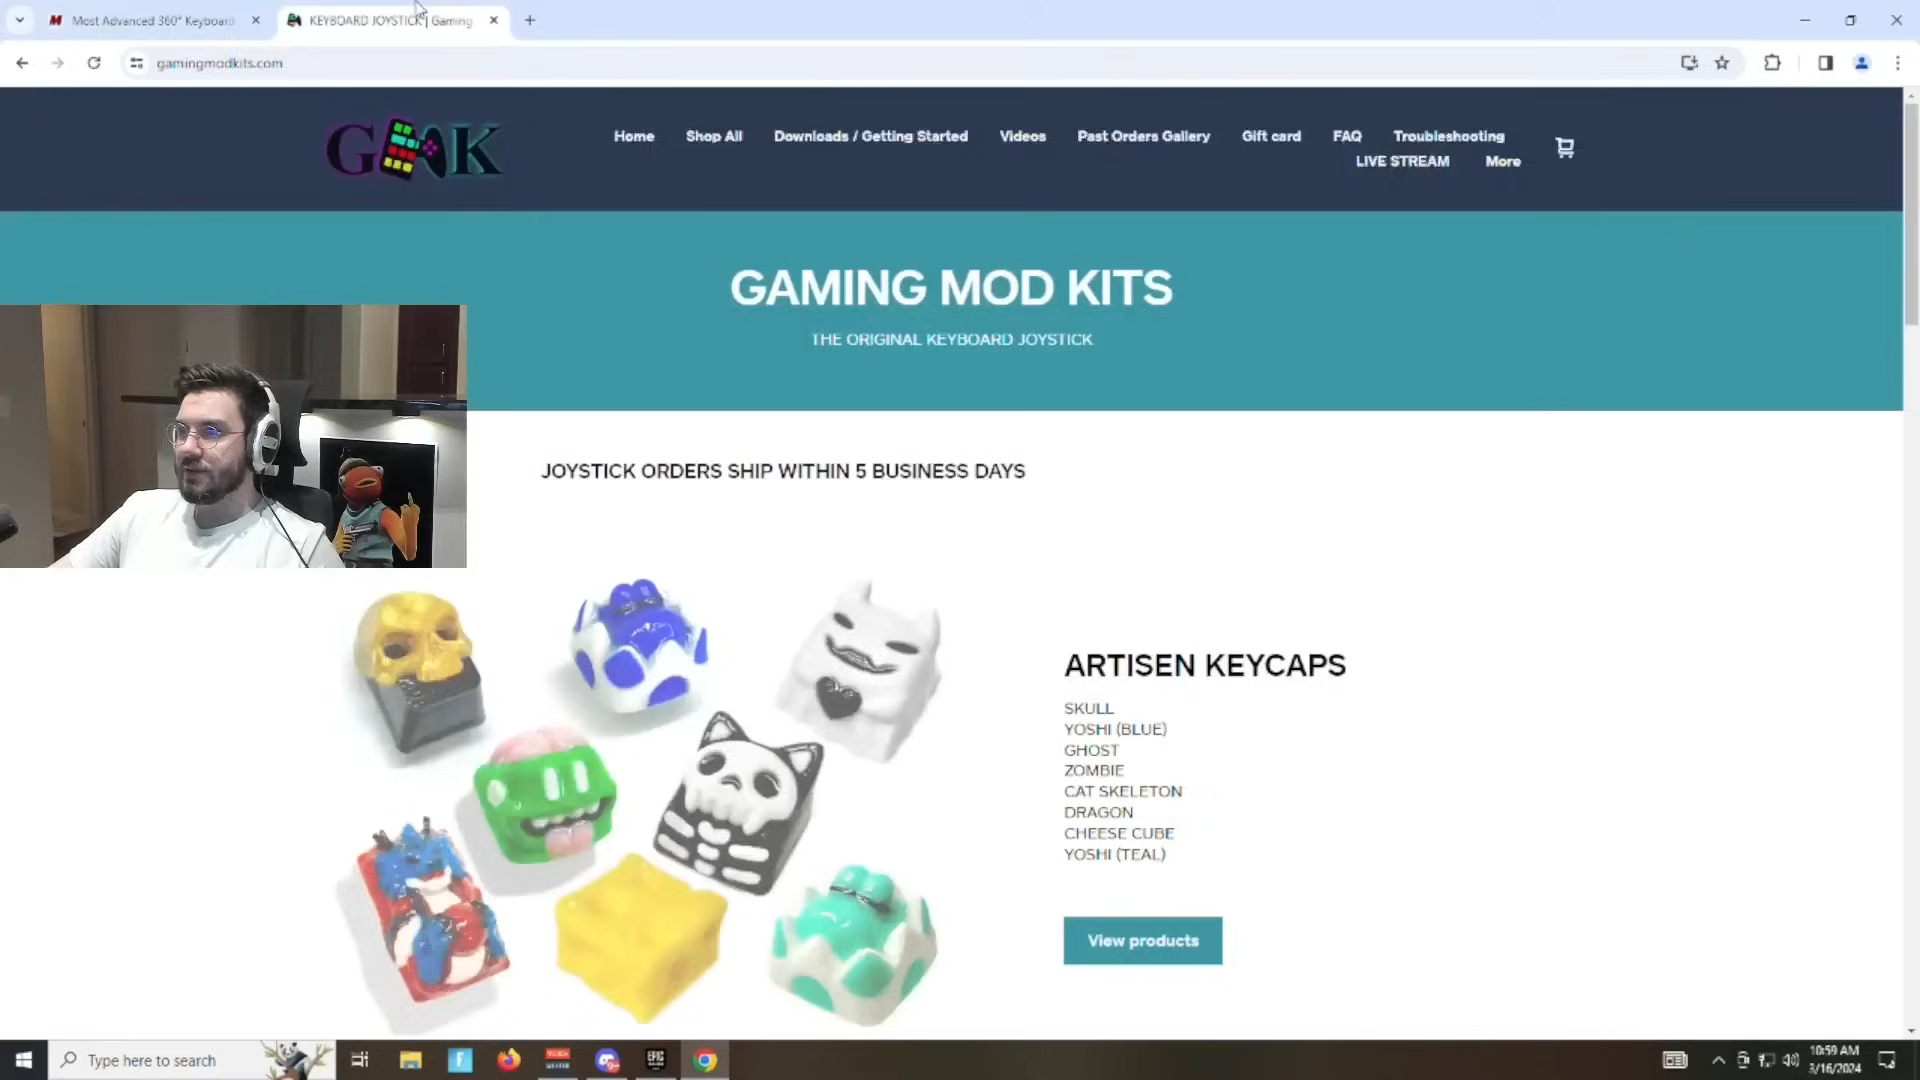 Most Advanced 360° Keyboard
KEYBOARD JOYSTICK | Gaming
gamingmodkits.com
G K
Home
Shop All
Downloads / Getting Started
Videos
Past Orders Gallery
Gift card
FAQ
Troubleshooting
LIVE STREAM
More
GAMING MOD KITS
THE ORIGINAL KEYBOARD JOYSTICK
JOYSTICK ORDERS SHIP WITHIN 5 BUSINESS DAYS
ARTISEN KEYCAPS
SKULL
YOSHI (BLUE)
GHOST
ZOMBIE
CAT SKELETON
DRAGON
CHEESE CUBE
YOSHI (TEAL)
View products
Type here to search
EPIC
10:59 AM
3/16/2024